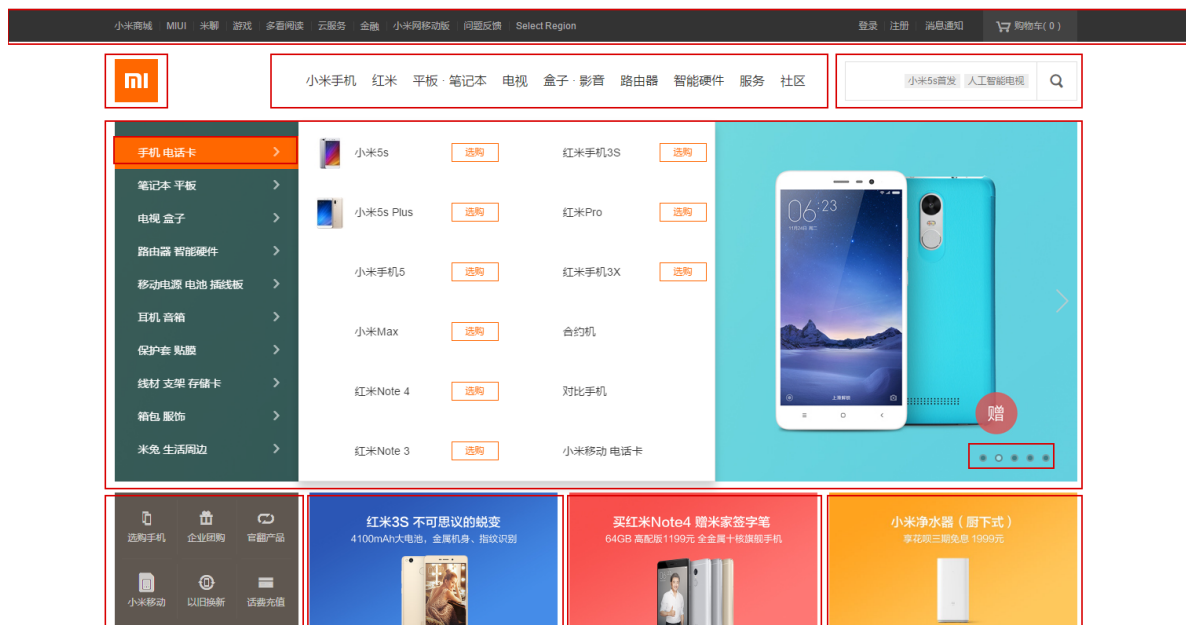 小米商城 MIUI 米聊 游戏 多看阅读 云服务 金融 小米网移动版 问题反馈 Select Region 登录 注册 消息通知 购物车( 0 )
小米手机 红米 平板 · 笔记本 电视 盒子 · 影音 路由器 智能硬件 服务 社区 小米5s首发 人工智能电视
手机 电话卡
笔记本 平板
电视 盒子
路由器 智能硬件
移动电源 电池 插线板
耳机 音箱
保护套 贴膜
线材 支架 存储卡
箱包 服饰
米兔 生活周边
小米5s 选购 红米手机3S 选购
小米5s Plus 选购 红米Pro 选购
小米手机5 选购 红米手机3X 选购
小米Max 选购 合约机
红米Note 4 选购 对比手机
红米Note 3 选购 小米移动 电话卡
06:23
赠
选购手机 企业团购 官翻产品
小米移动 以旧换新 话费充值
红米3S 不可思议的蜕变
4100mAh大电池，金属机身、指纹识别
买红米Note4 赠米家签字笔
64GB 高配版1199元 全金属十核旗舰手机
小米净水器（厨下式）
享花呗三期免息 1999元